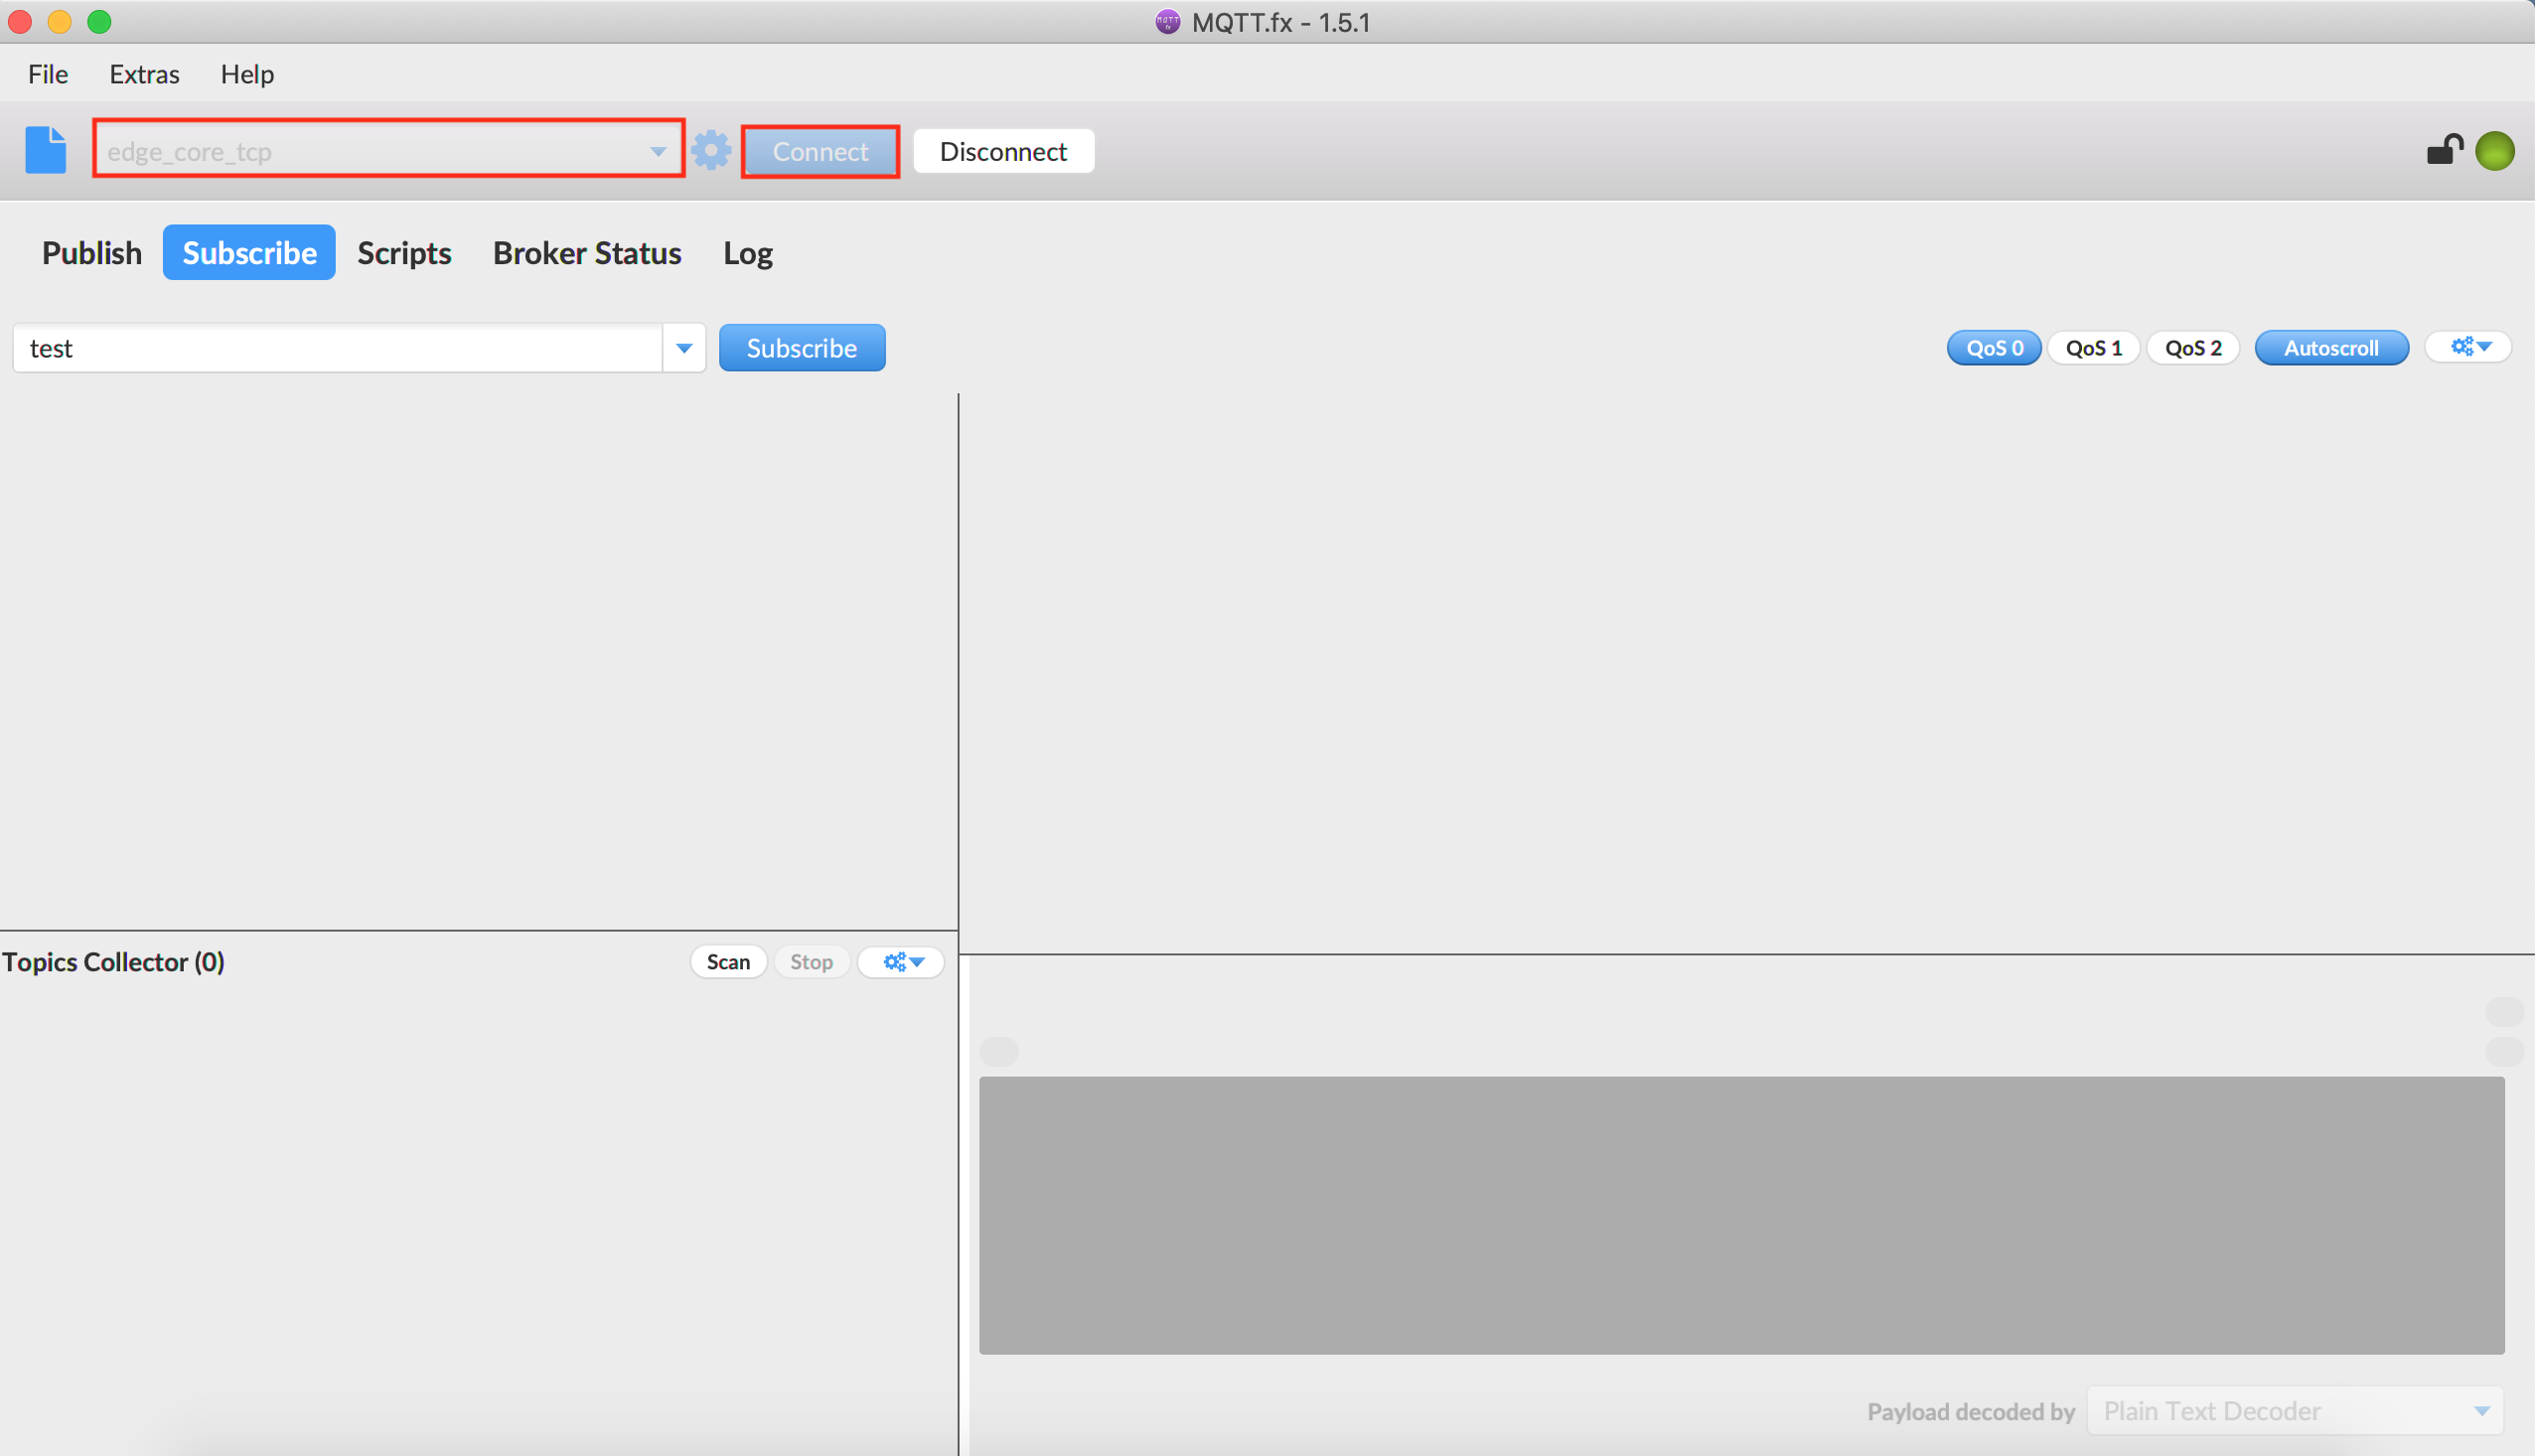 MQTT.fx - 1.5.1
File Extras Help
edge_core_tcp Connect Disconnect
Publish Subscribe Scripts Broker Status Log
test Subscribe QoS 0 QoS 1 QoS 2 Autoscroll
Topics Collector (0) Scan Stop
Payload decoded by Plain Text Decoder